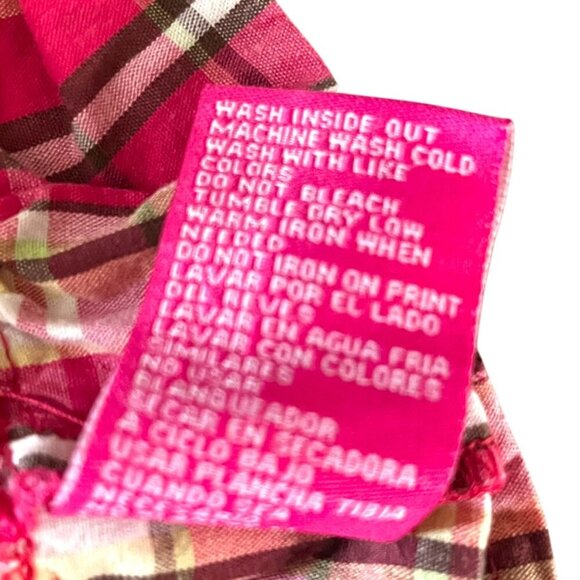 WASH INSIDE OUT
MACHINE WASH COLD
WASH WITH LIKE
COLORS
DO NOT BLEACH
TUMBLE DRY LOW
WARM IRON WHEN
NEEDED
DO NOT IRON ON PRINT
LAVAR POR EL LADO
DEL REVES
LAVAR EN AGUA FRIA
LAVAR CON COLORES
SIMILARES
NO USAR
BLANQUEADOR
SECAR EN SECADORA
A CICLO BAJO
USAR PLANCHA TIBIA
CUANDO SEA